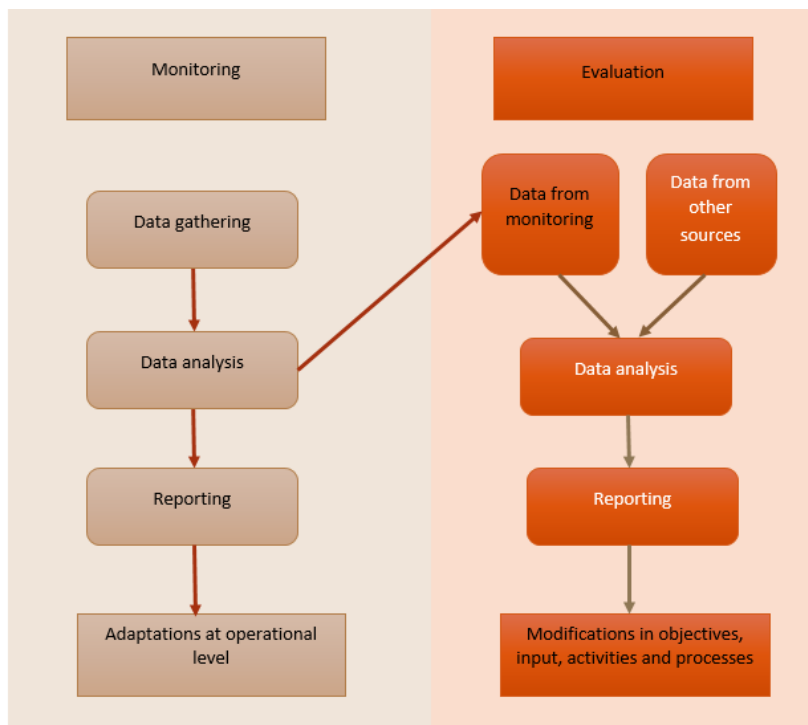 Monitoring
Data gathering
Data analysis
Reporting
Adaptations at operational
level
Evaluation
Data from
monitoring
Data from
other
sources
Data analysis
Reporting
Modifications in objectives,
input, activities and processes